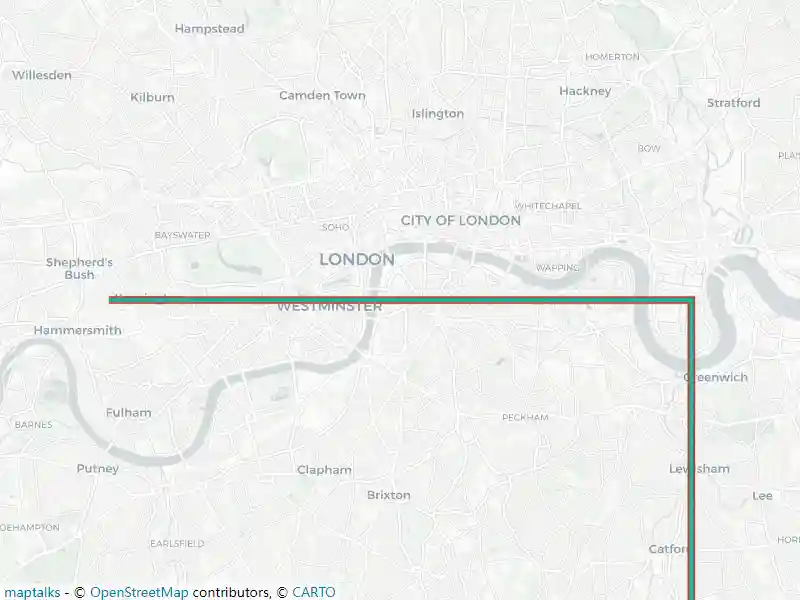 Hampstead
HOMERTON
Willesden
Hackney
Kilburn
Camden Town
Stratford
Islington
BOW
WHITECHAPEL
CITY OF LONDON
SOHO
BAYSWATER
LONDON
Shepherd's
Bush
WAPPING
WESTMINSTER
Hammersmith
Greenwich
Fulham
PECKHAM
BARNES
Putney
Clapham
Lewisham
Brixton
Lee
EARLSFIELD
maptalks - © OpenStreetMap contributors, © CARTO